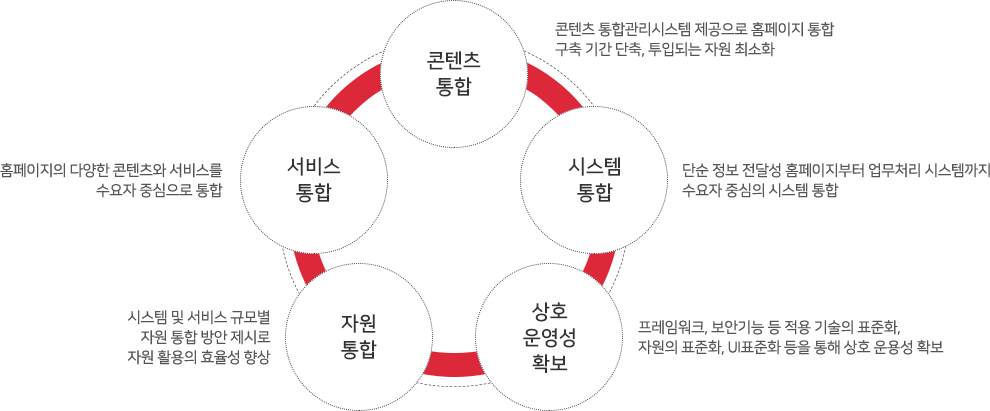 콘텐츠
통합
콘텐츠 통합관리시스템 제공으로 홈페이지 통합
구축 기간 단축, 투입되는 자원 최소화
서비스
통합
홈페이지의 다양한 콘텐츠와 서비스를
수요자 중심으로 통합
시스템
통합
단순 정보 전달성 홈페이지부터 업무처리 시스템까지
수요자 중심의 시스템 통합
자원
통합
시스템 및 서비스 규모별
자원 통합 방안 제시로
자원 활용의 효율성 향상
상호
운영성
확보
프레임워크, 보안기능 등 적용 기술의 표준화,
자원의 표준화, UI표준화 등을 통해 상호 운용성 확보